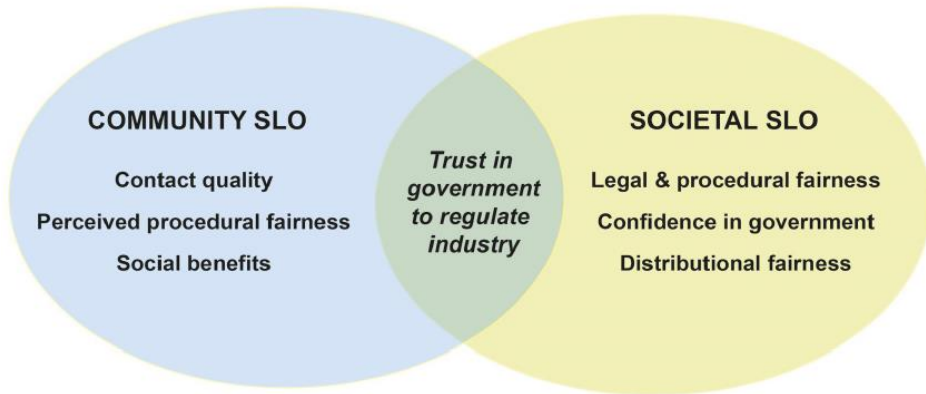 COMMUNITY SLO
Contact quality
Perceived procedural fairness
Social benefits
Trust in
government
to regulate
industry
SOCIETAL SLO
Legal & procedural fairness
Confidence in government
Distributional fairness